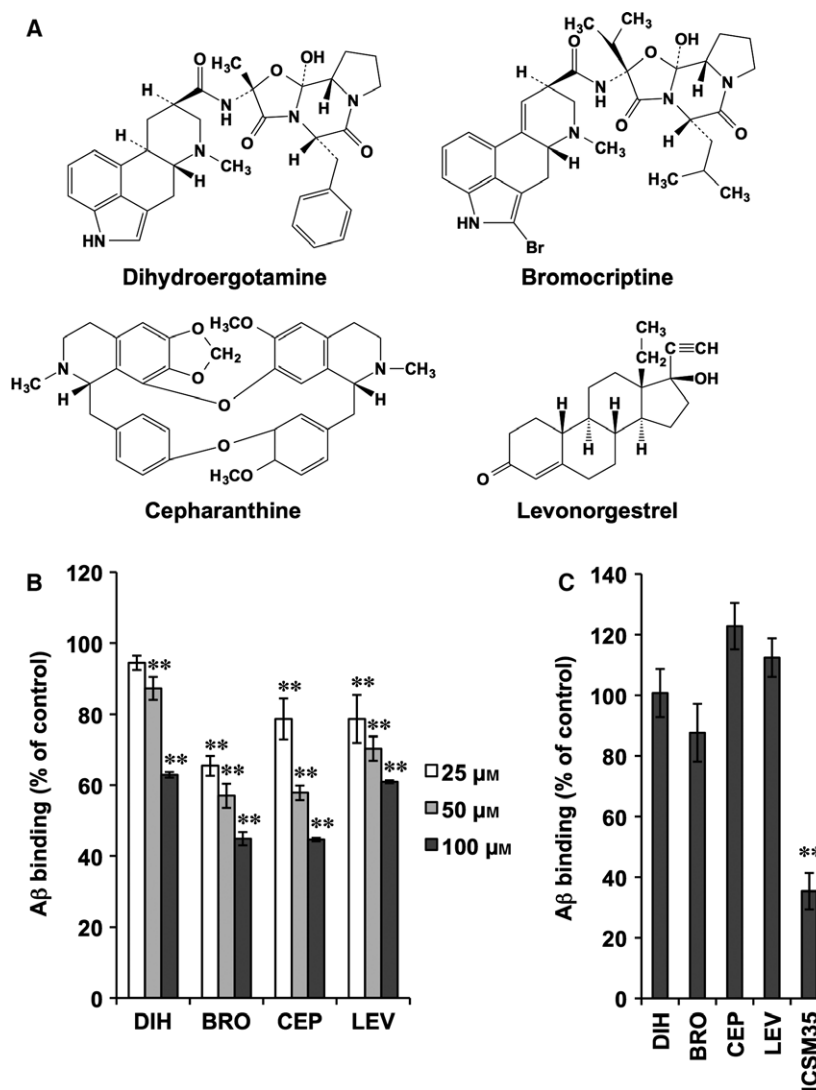 A
O
N
H
H₃C
O
OH
O
N
O
H
N
H
O
H
H
N
CH₃
H
HN
Dihydroergotamine
CH₃
H₃C
O
OH
O
N
H
H
O
N
H
N
O
H
N
CH₃
H
H₃C
CH₃
HN
Br
Bromocriptine
O
CH₂
O
H₃CO
N
H₃C
H
N
CH₃
H
O
O
H₃CO
Cepharanthine
CH₃
CH₂
C≡CH
OH
H
H
H
H
O
Levonorgestrel
B
Aβ binding (% of control)
120
100
80
60
40
20
0
**
**
**
**
**
**
**
**
**
**
**
DIH
BRO
CEP
LEV
25 μM
50 μM
100 μM
C
Aβ binding (% of control)
140
120
100
80
60
40
20
0
**
DIH
BRO
CEP
LEV
ICSM35